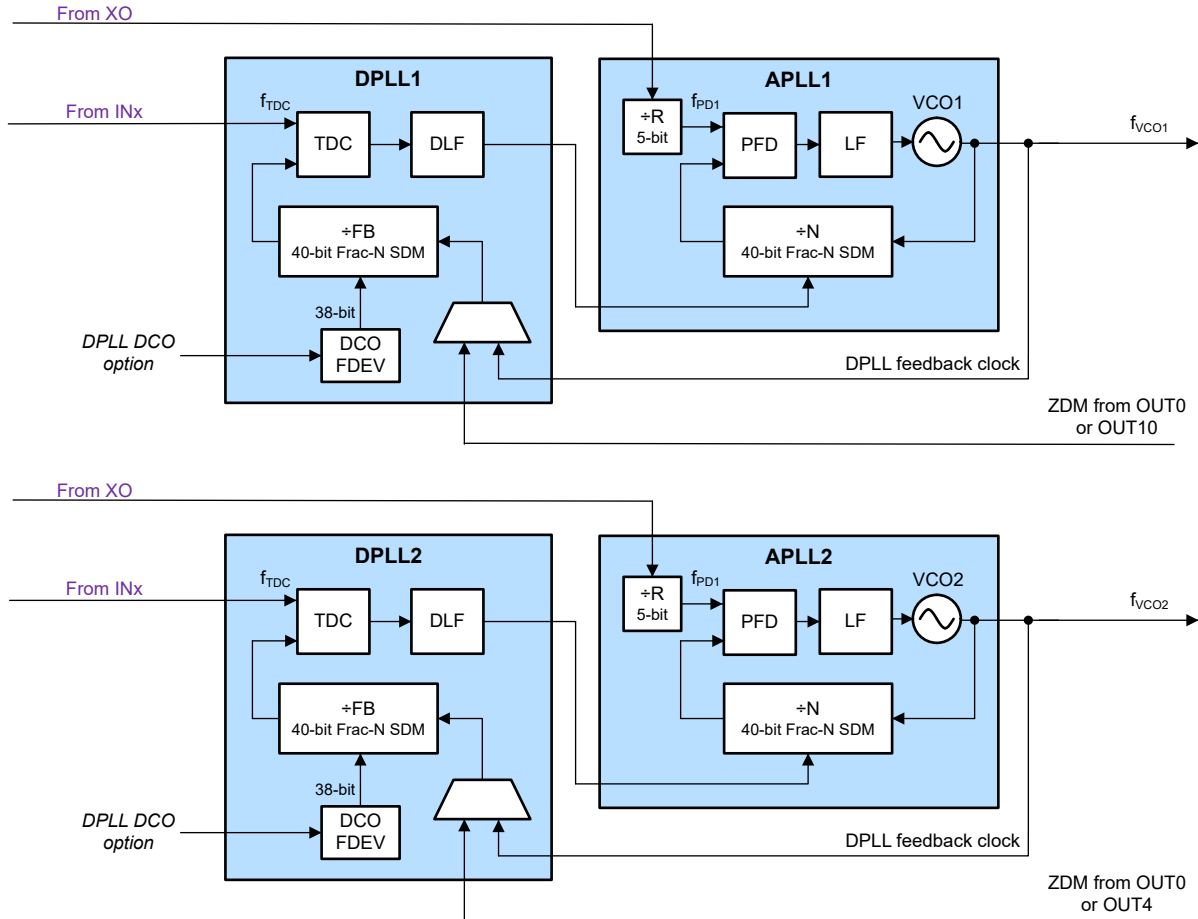 From XO
DPLL1
APLL1
From INx
fTDC
TDC
DLF
÷R
5-bit
fPD1
PFD
LF
VCO1
fVCO1
÷FB
40-bit Frac-N SDM
÷N
40-bit Frac-N SDM
38-bit
DPLL DCO
option
DCO
FDEV
DPLL feedback clock
ZDM from OUT0
or OUT10
From XO
DPLL2
APLL2
From INx
fTDC
TDC
DLF
÷R
5-bit
fPD1
PFD
LF
VCO2
fVCO2
÷FB
40-bit Frac-N SDM
÷N
40-bit Frac-N SDM
38-bit
DPLL DCO
option
DCO
FDEV
DPLL feedback clock
ZDM from OUT0
or OUT4